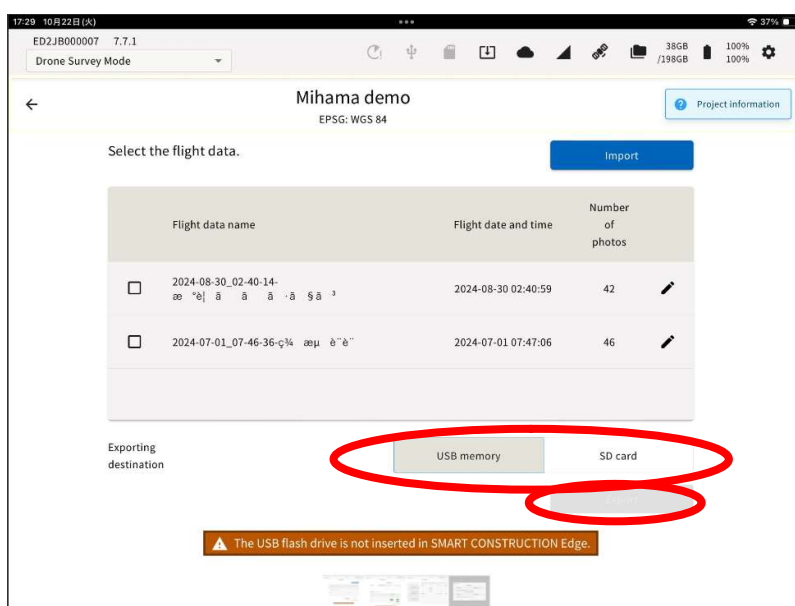 17:29 10月22日(火)
37%
ED2JB000007 7.7.1
Drone Survey Mode
38GB
/198GB
100%
100%
Mihama demo
EPSG: WGS 84
Project information
Select the flight data.
Import
Flight data name
Flight date and time
Number
of
photos
2024-08-30_02-40-14-
æ °è¦ ã ã ã ·ã §ã ³
2024-08-30 02:40:59
42
2024-07-01_07-46-36-ç¾ æµ è¨è¨
2024-07-01 07:47:06
46
Exporting
destination
USB memory
SD card
The USB flash drive is not inserted in SMART CONSTRUCTION Edge.